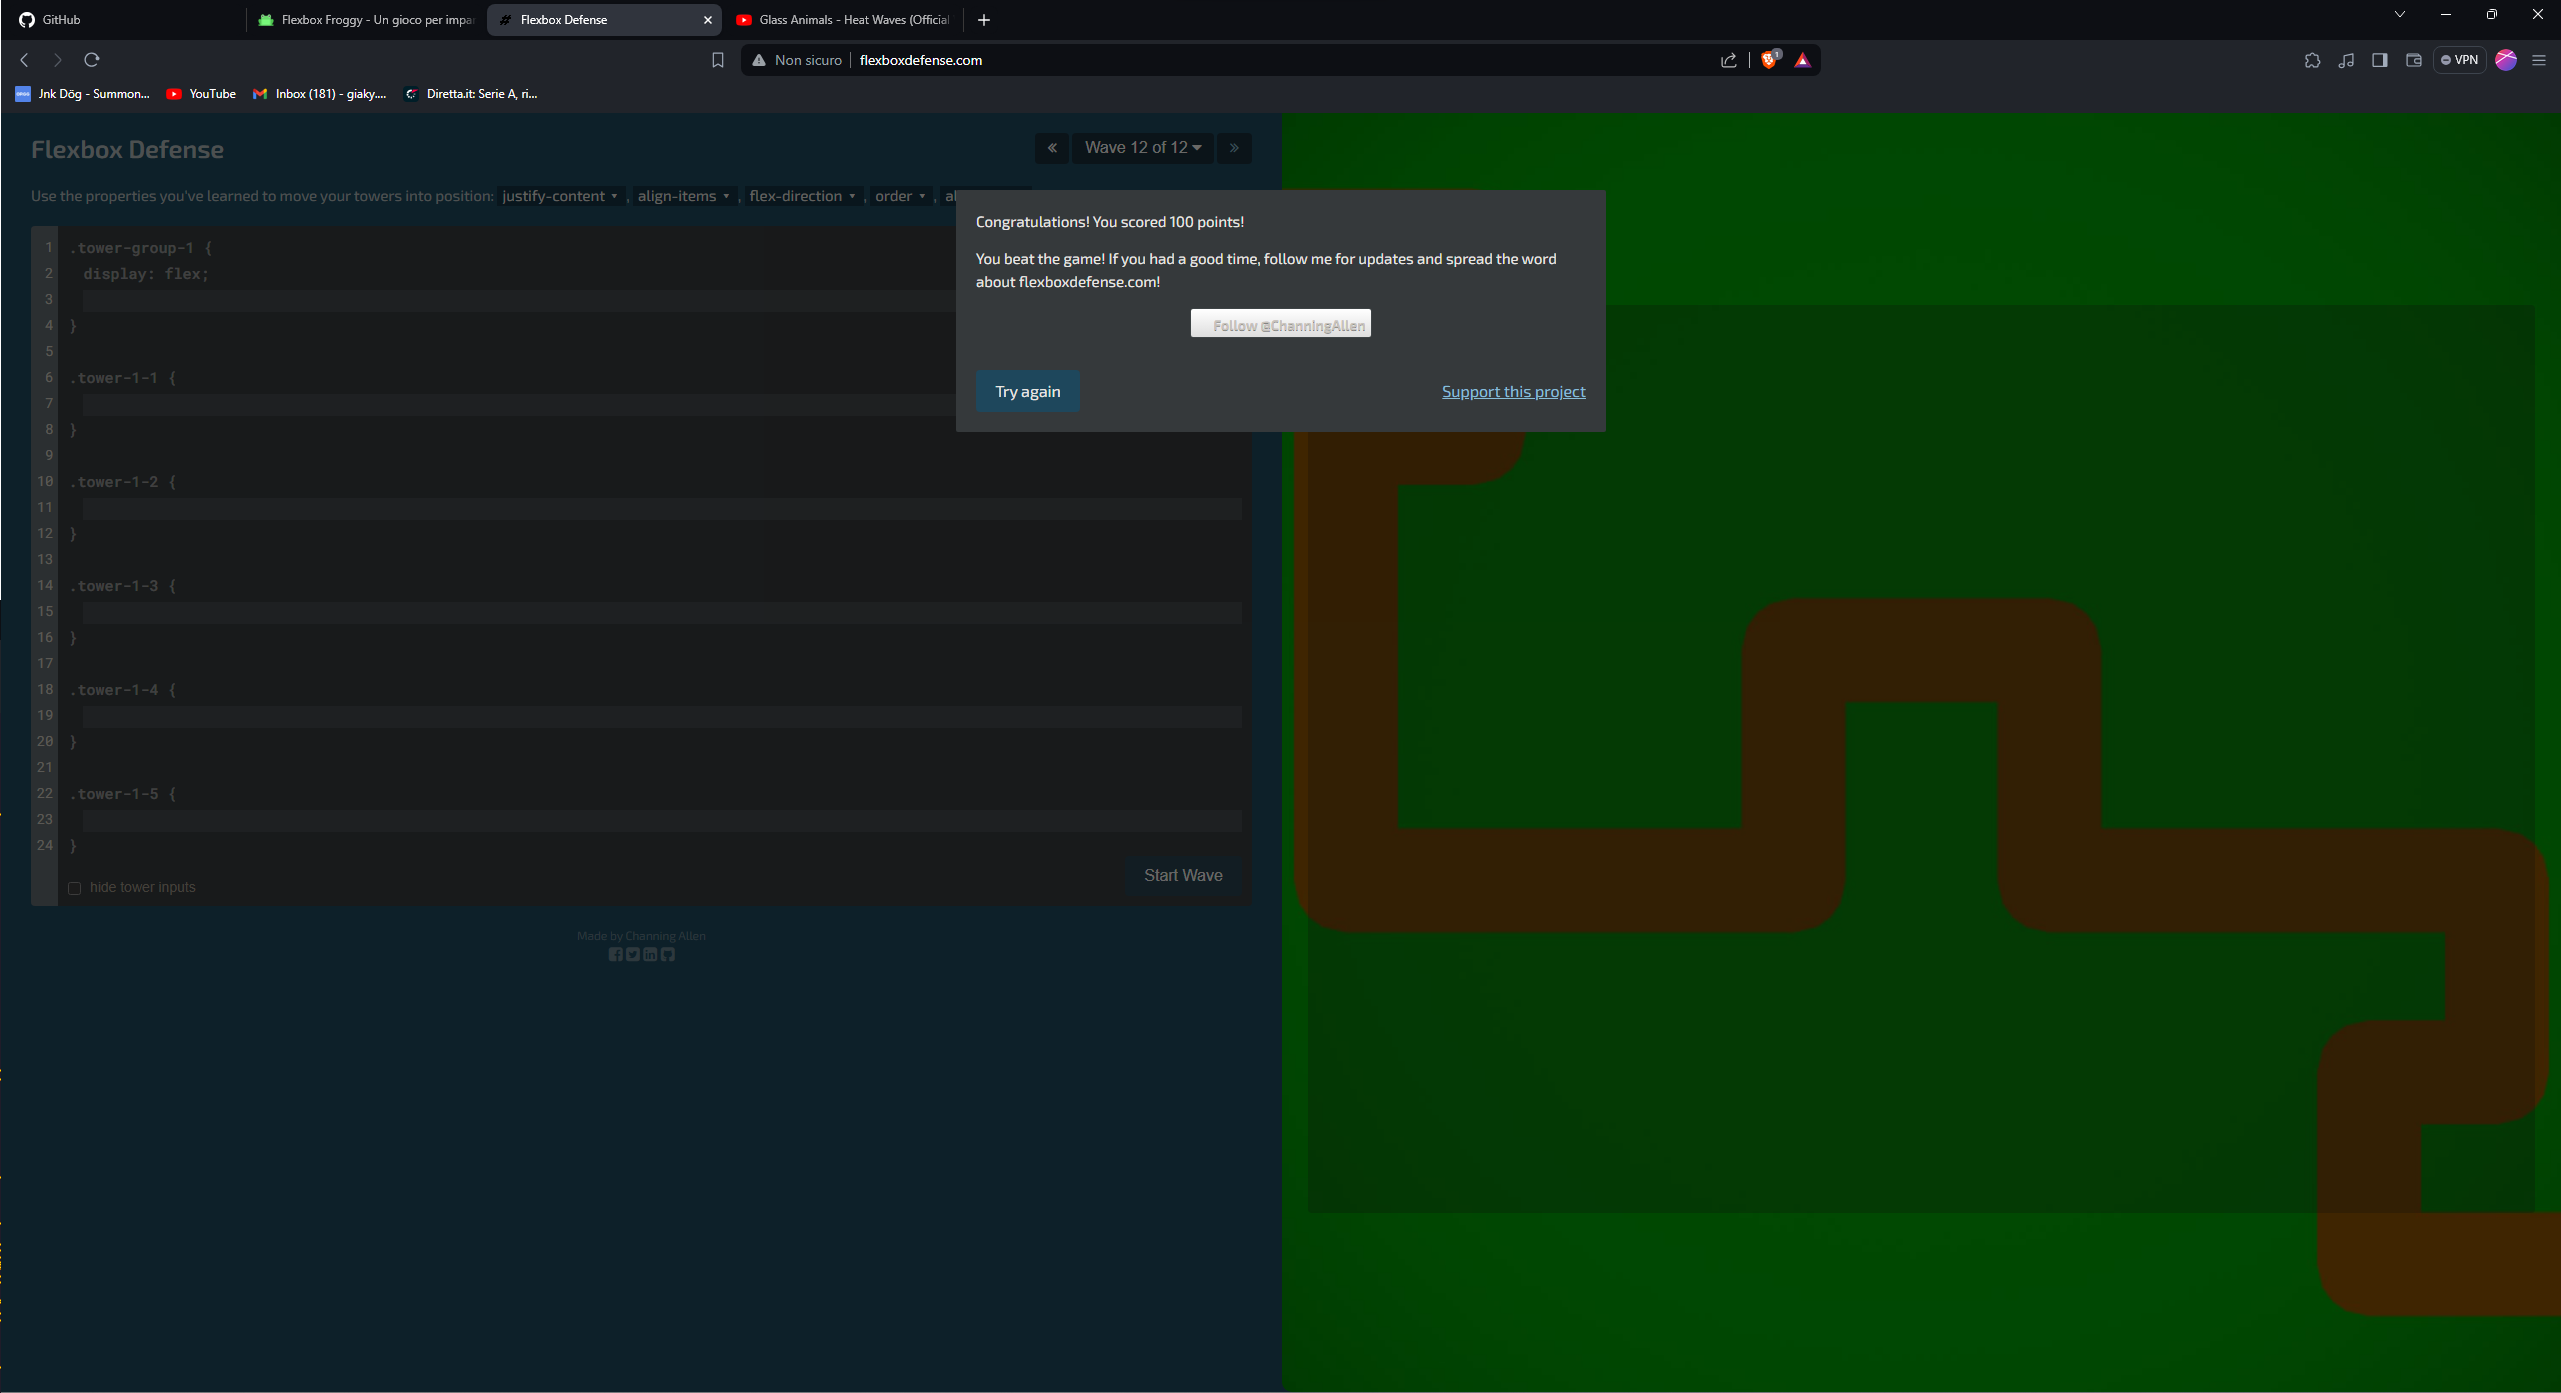 GitHub
Flexbox Froggy - Un gioco per impa
Flexbox Defense
Glass Animals - Heat Waves (Official
Non sicuro
flexboxdefense.com
1
VPN
Jnk Dög - Summon...
YouTube
Inbox (181) - giaky....
Diretta.it: Serie A, ri...
Flexbox Defense
« Wave 12 of 12 »
Use the properties you've learned to move your towers into position: justify-content , align-items , flex-direction , order , al
Congratulations! You scored 100 points!
You beat the game! If you had a good time, follow me for updates and spread the word
about flexboxdefense.com!
Follow @ChanningAllen
Try again
Support this project
1 .tower-group-1 {
2 display: flex;
3
4 }
5
6 .tower-1-1 {
7
8 }
9
10 .tower-1-2 {
11
12 }
13
14 .tower-1-3 {
15
16 }
17
18 .tower-1-4 {
19
20 }
21
22 .tower-1-5 {
23
24 }
hide tower inputs
Start Wave
Made by Channing Allen